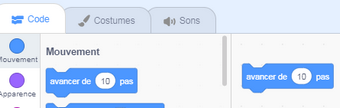 Code Costumes Sons
Mouvement
Mouvement
avancer de 10 pas
avancer de 10 pas
Apparence